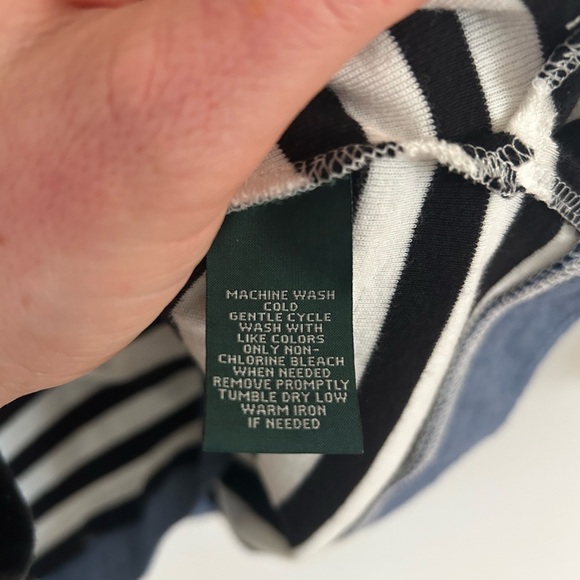 MACHINE WASH
COLD
GENTLE CYCLE
WASH WITH
LIKE COLORS
ONLY NON-
CHLORINE BLEACH
WHEN NEEDED
REMOVE PROMPTLY
TUMBLE DRY LOW
WARM IRON
IF NEEDED